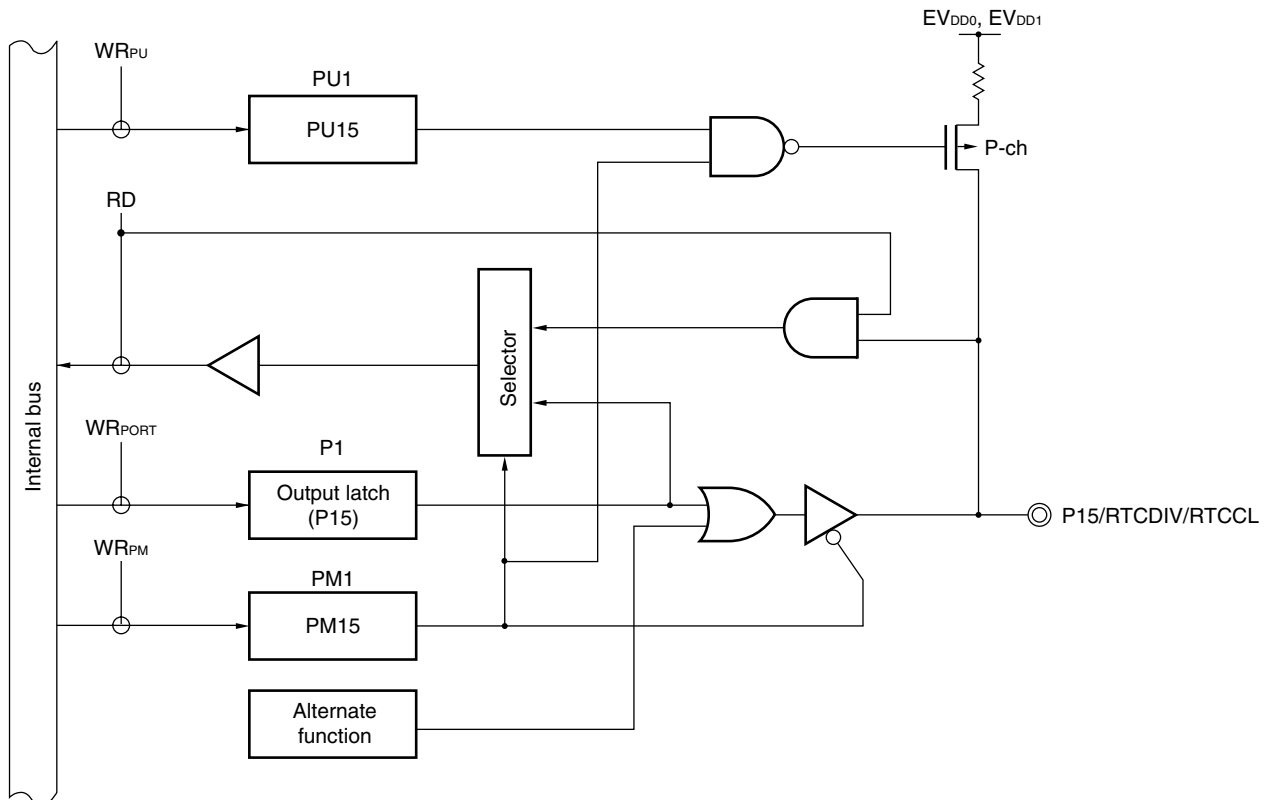 EVDD0, EVDD1
WRPU
PU1
PU15
P-ch
RD
Selector
Internal bus
WRPORT
P1
Output latch
(P15)
P15/RTCDIV/RTCCL
WRPM
PM1
PM15
Alternate
function